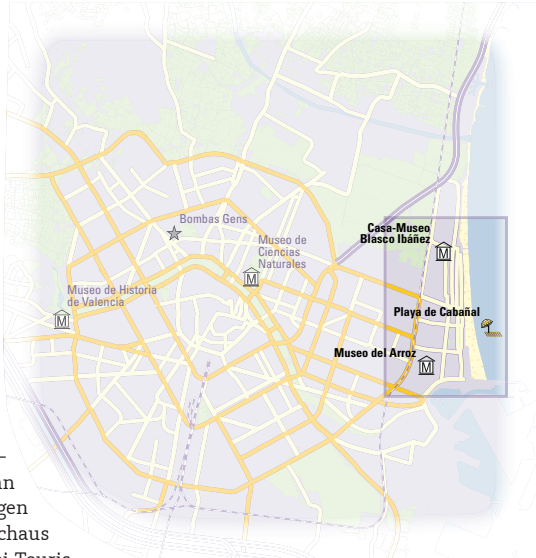 Bombas Gens
Museo de
Ciencias
Naturales
Casa-Museo
Blasco Ibáñez
Museo de Historia
de Valencia
Playa de Cabañal
Museo del Arroz
M
M
M
M
–
an
gen
chaus